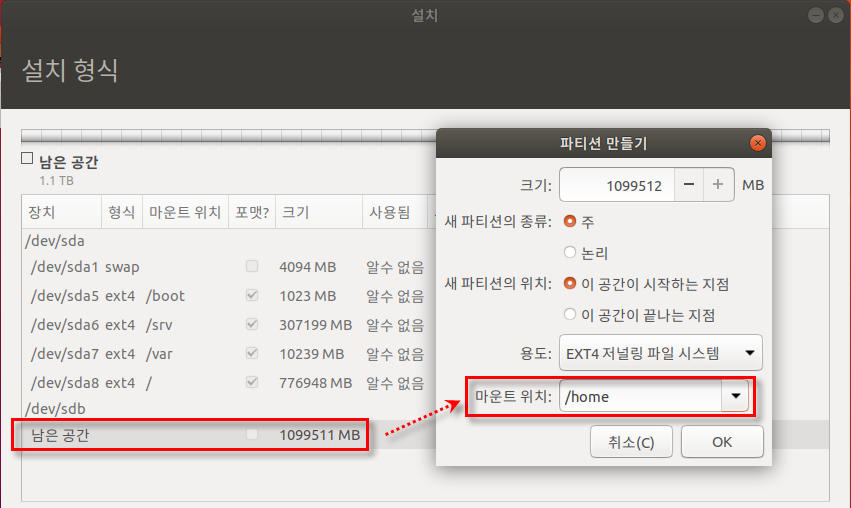 설치
설치 형식
남은 공간
1.1 TB
장치 형식 마운트 위치 포맷? 크기 사용됨
/dev/sda
/dev/sda1 swap 4094 MB 알수 없음
/dev/sda5 ext4 /boot 1023 MB 알수 없음
/dev/sda6 ext4 /srv 307199 MB 알수 없음
/dev/sda7 ext4 /var 10239 MB 알수 없음
/dev/sda8 ext4 / 776948 MB 알수 없음
/dev/sdb
남은 공간 1099511 MB
파티션 만들기
크기: 1099512 MB
새 파티션의 종류: 주
논리
새 파티션의 위치: 이 공간이 시작하는 지점
이 공간이 끝나는 지점
용도: EXT4 저널링 파일 시스템
마운트 위치: /home
취소(C) OK